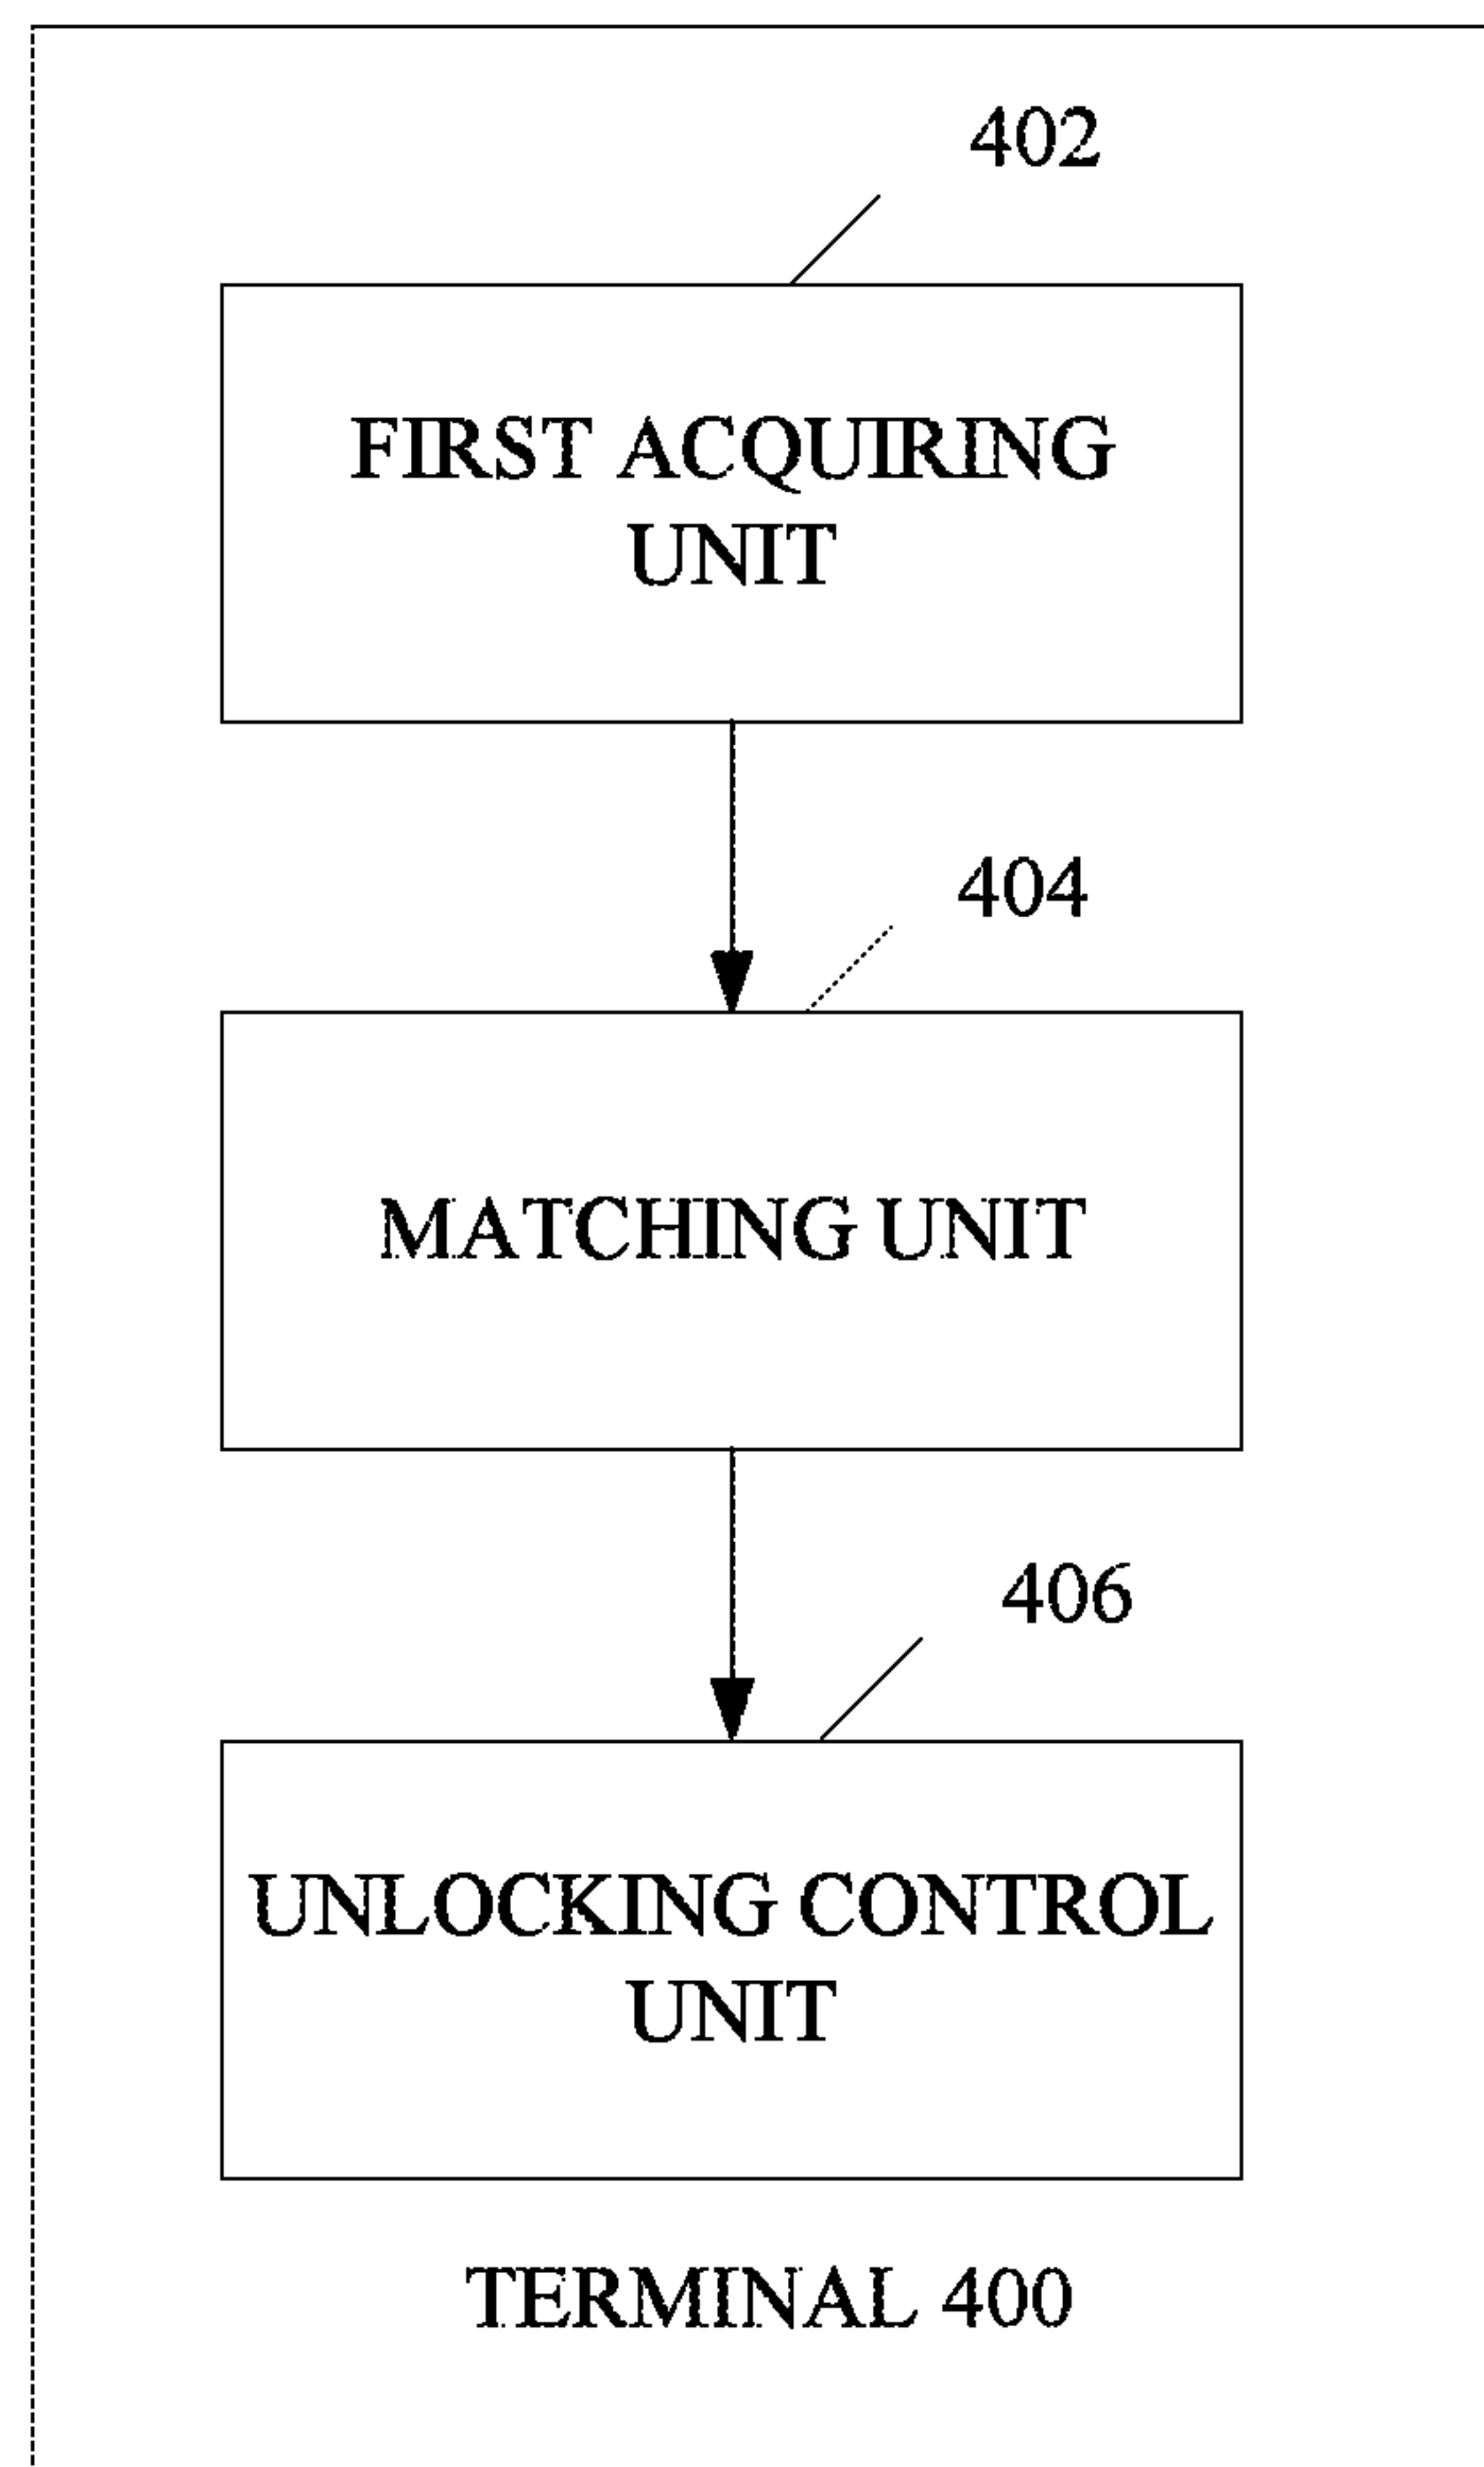 402
FIRST ACQUIRING
UNIT
404
MATCHING UNIT
406
UNLOCKING CONTROL
UNIT
TERMINAL 400